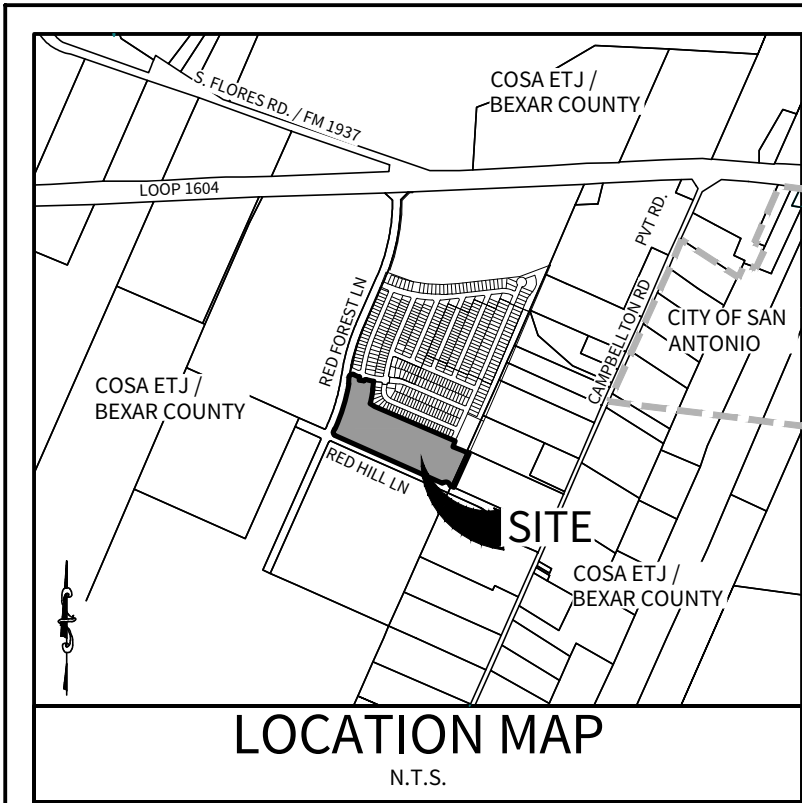 COSA ETJ /
BEXAR COUNTY
S. FLORES RD. / FM 1937
LOOP 1604
PVT RD.
RED FOREST LN
CAMPBELLTON RD
CITY OF SAN
ANTONIO
COSA ETJ /
BEXAR COUNTY
RED HILL LN
SITE
COSA ETJ /
BEXAR COUNTY
LOCATION MAP
N.T.S.